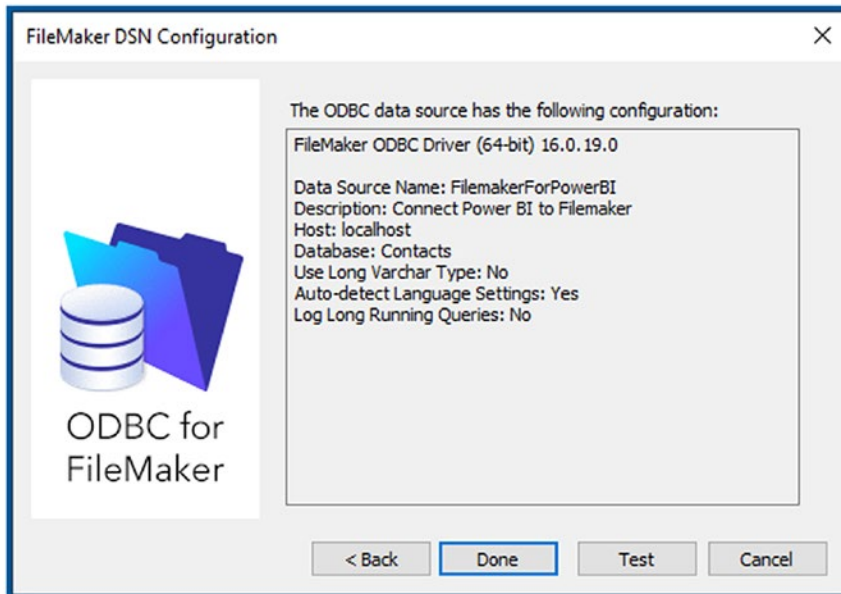 FileMaker DSN Configuration
The ODBC data source has the following configuration:
FileMaker ODBC Driver (64-bit) 16.0.19.0
Data Source Name: FilemakerForPowerBI
Description: Connect Power BI to Filemaker
Host: localhost
Database: Contacts
Use Long Varchar Type: No
Auto-detect Language Settings: Yes
Log Long Running Queries: No
ODBC for
FileMaker
< Back
Done
Test
Cancel